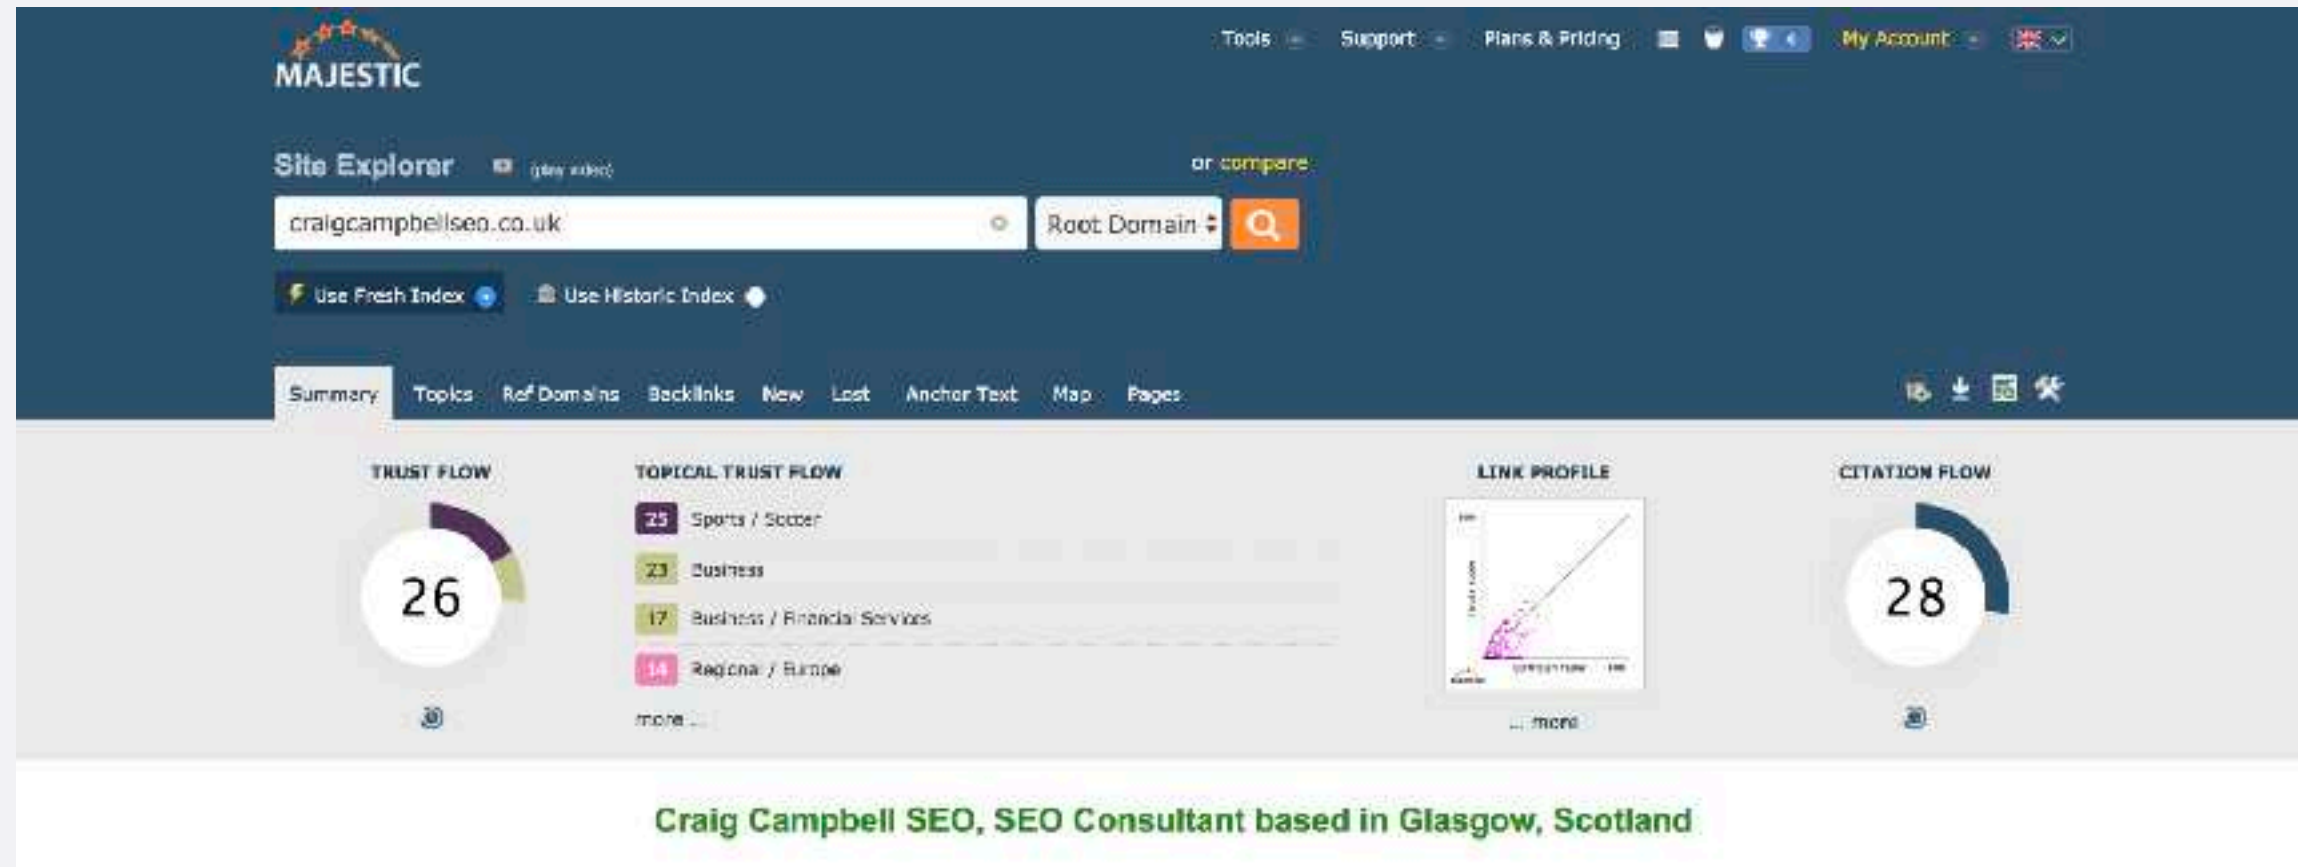 MAJESTIC
Tools
Support
Plans & Pricing
My Account
Site Explorer
(play video)
or compare
craigcampbellseo.co.uk
Root Domain
Use Fresh Index
Use Historic Index
Summary
Topics
Ref Domains
Backlinks
New
Lost
Anchor Text
Map
Pages
TRUST FLOW
26
TOPICAL TRUST FLOW
25 Sports / Soccer
23 Business
17 Business / Financial Services
14 Regional / Europe
more ...
LINK PROFILE
... more
CITATION FLOW
28
Craig Campbell SEO, SEO Consultant based in Glasgow, Scotland